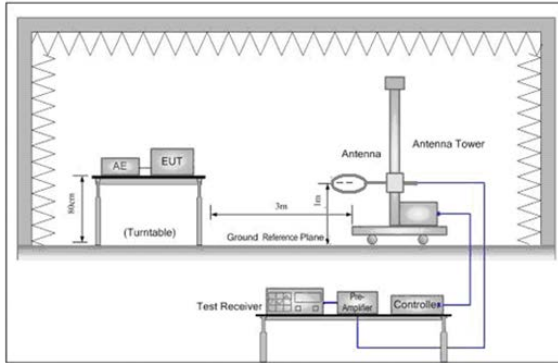 AE
EUT
80cm
(Turntable)
3m
Antenna
Antenna Tower
1m
Ground Reference Plane
Test Receiver
Pre-
Amplifier
Controller